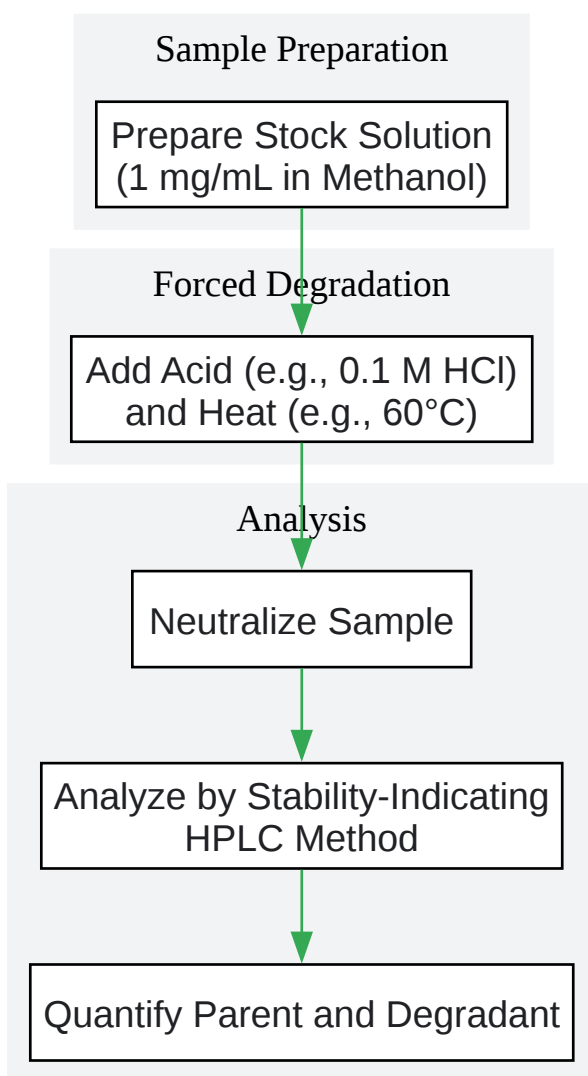 Sample Preparation
Prepare Stock Solution
(1 mg/mL in Methanol)
Forced Degradation
Add Acid (e.g., 0.1 M HCl)
and Heat (e.g., 60°C)
Analysis
Neutralize Sample
Analyze by Stability-Indicating
HPLC Method
Quantify Parent and Degradant